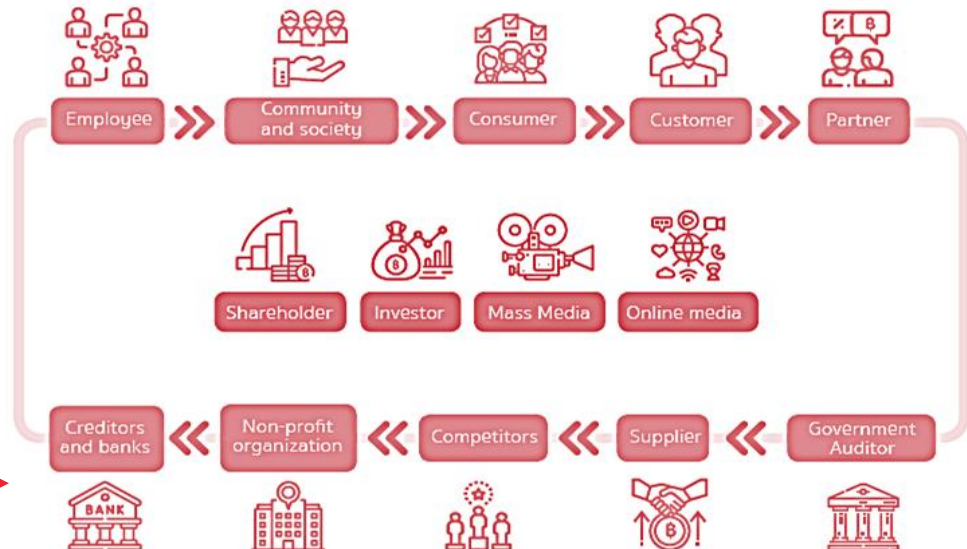 Employee
Community
and society
Consumer
Customer
Partner
Shareholder
Investor
Mass Media
Online media
Creditors
and banks
Non-profit
organization
Competitors
Supplier
Government
Auditor
BANK